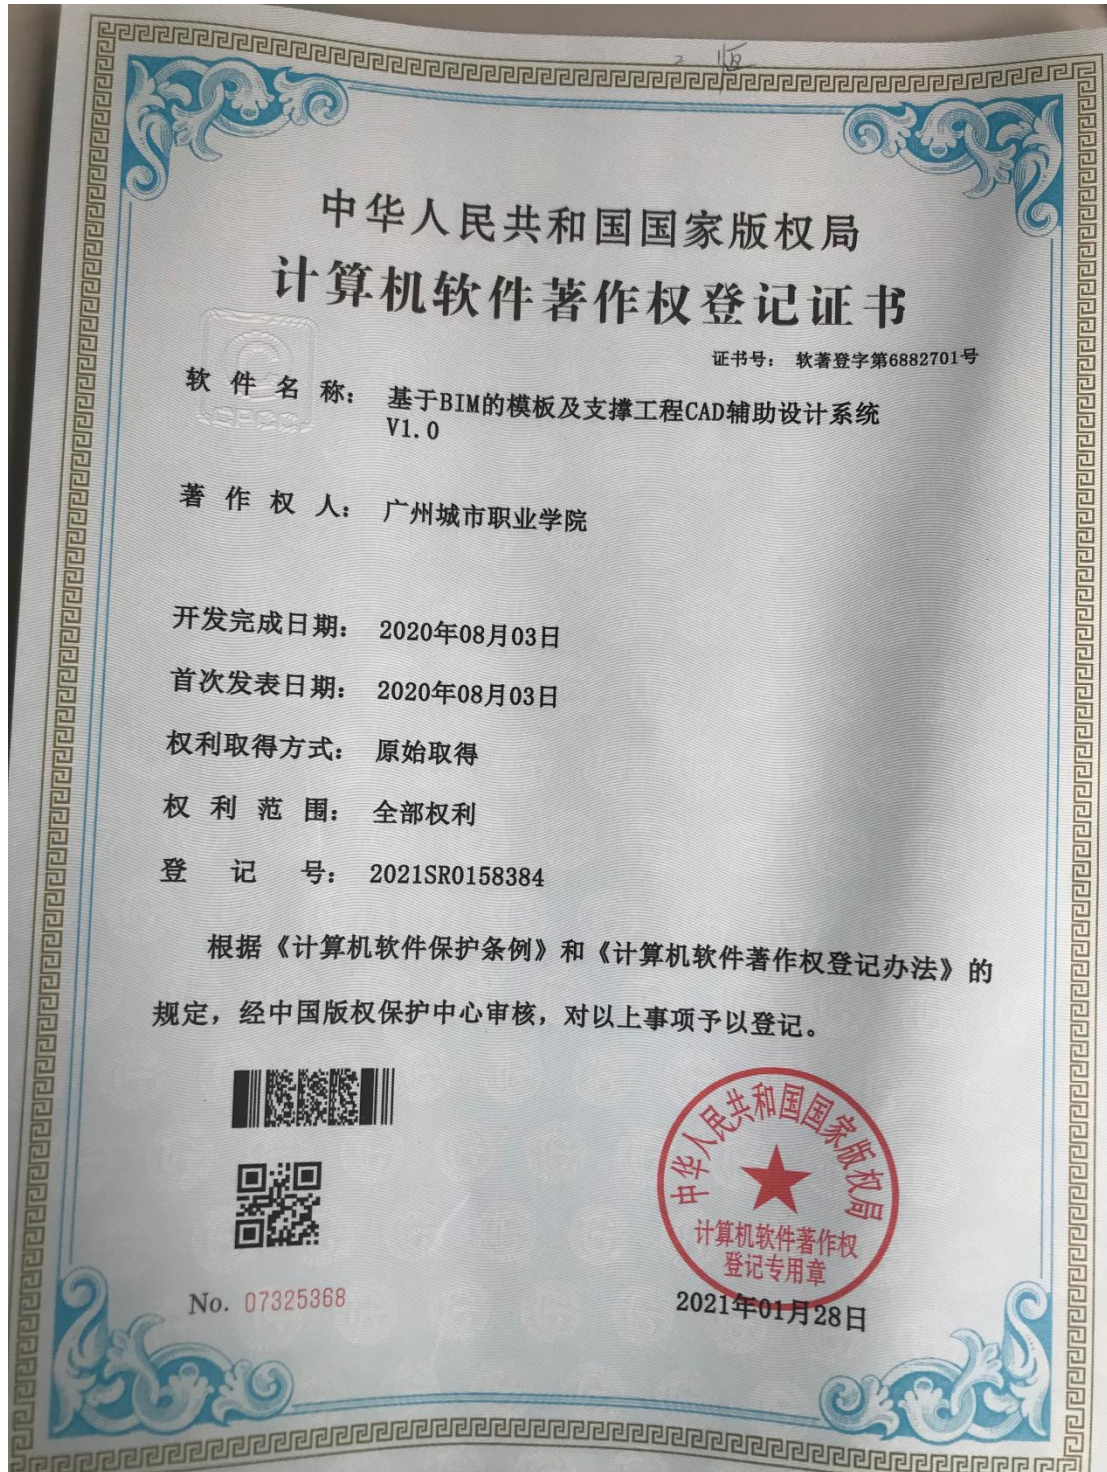 中华人民共和国国家版权局
计算机软件著作权登记证书
证书号： 软著登字第6882701号
软件名称： 基于BIM的模板及支撑工程CAD辅助设计系统
V1.0
著作权人： 广州城市职业学院
开发完成日期： 2020年08月03日
首次发表日期： 2020年08月03日
权利取得方式： 原始取得
权利范围： 全部权利
登记号： 2021SR0158384
根据《计算机软件保护条例》和《计算机软件著作权登记办法》的
规定，经中国版权保护中心审核，对以上事项予以登记。
中华人民共和国国家版权局
计算机软件著作权
登记专用章
No. 07325368
2021年01月28日